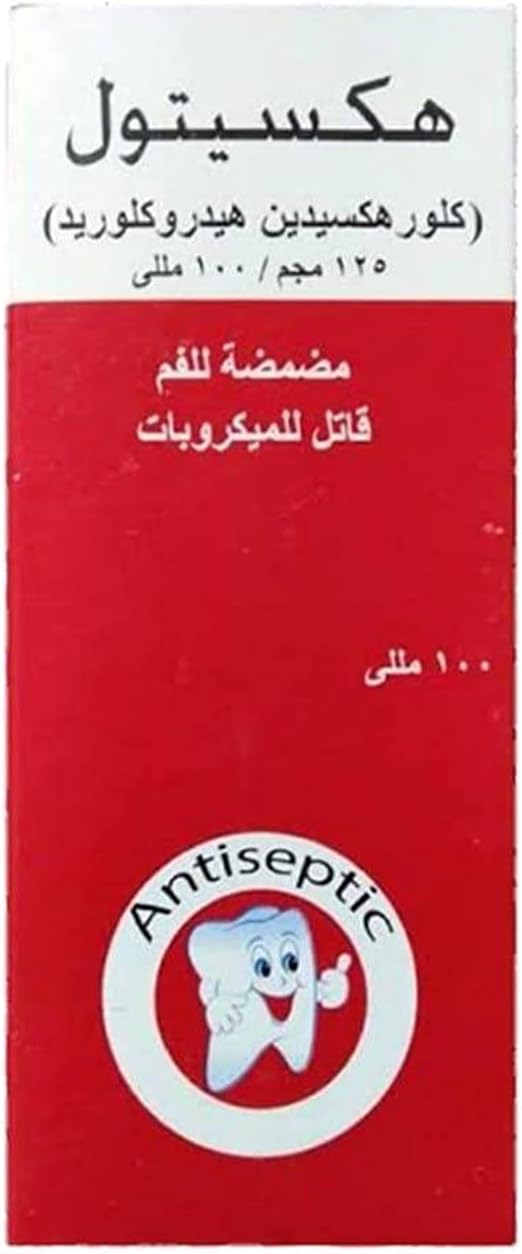 هكسيتول
(كلورهكسيدين هيدروكلوريد)
١٢٥ مجم / ١٠٠ مللى
مضمضة للفم
قاتل للميكروبات
١٠٠ مللى
Antiseptic